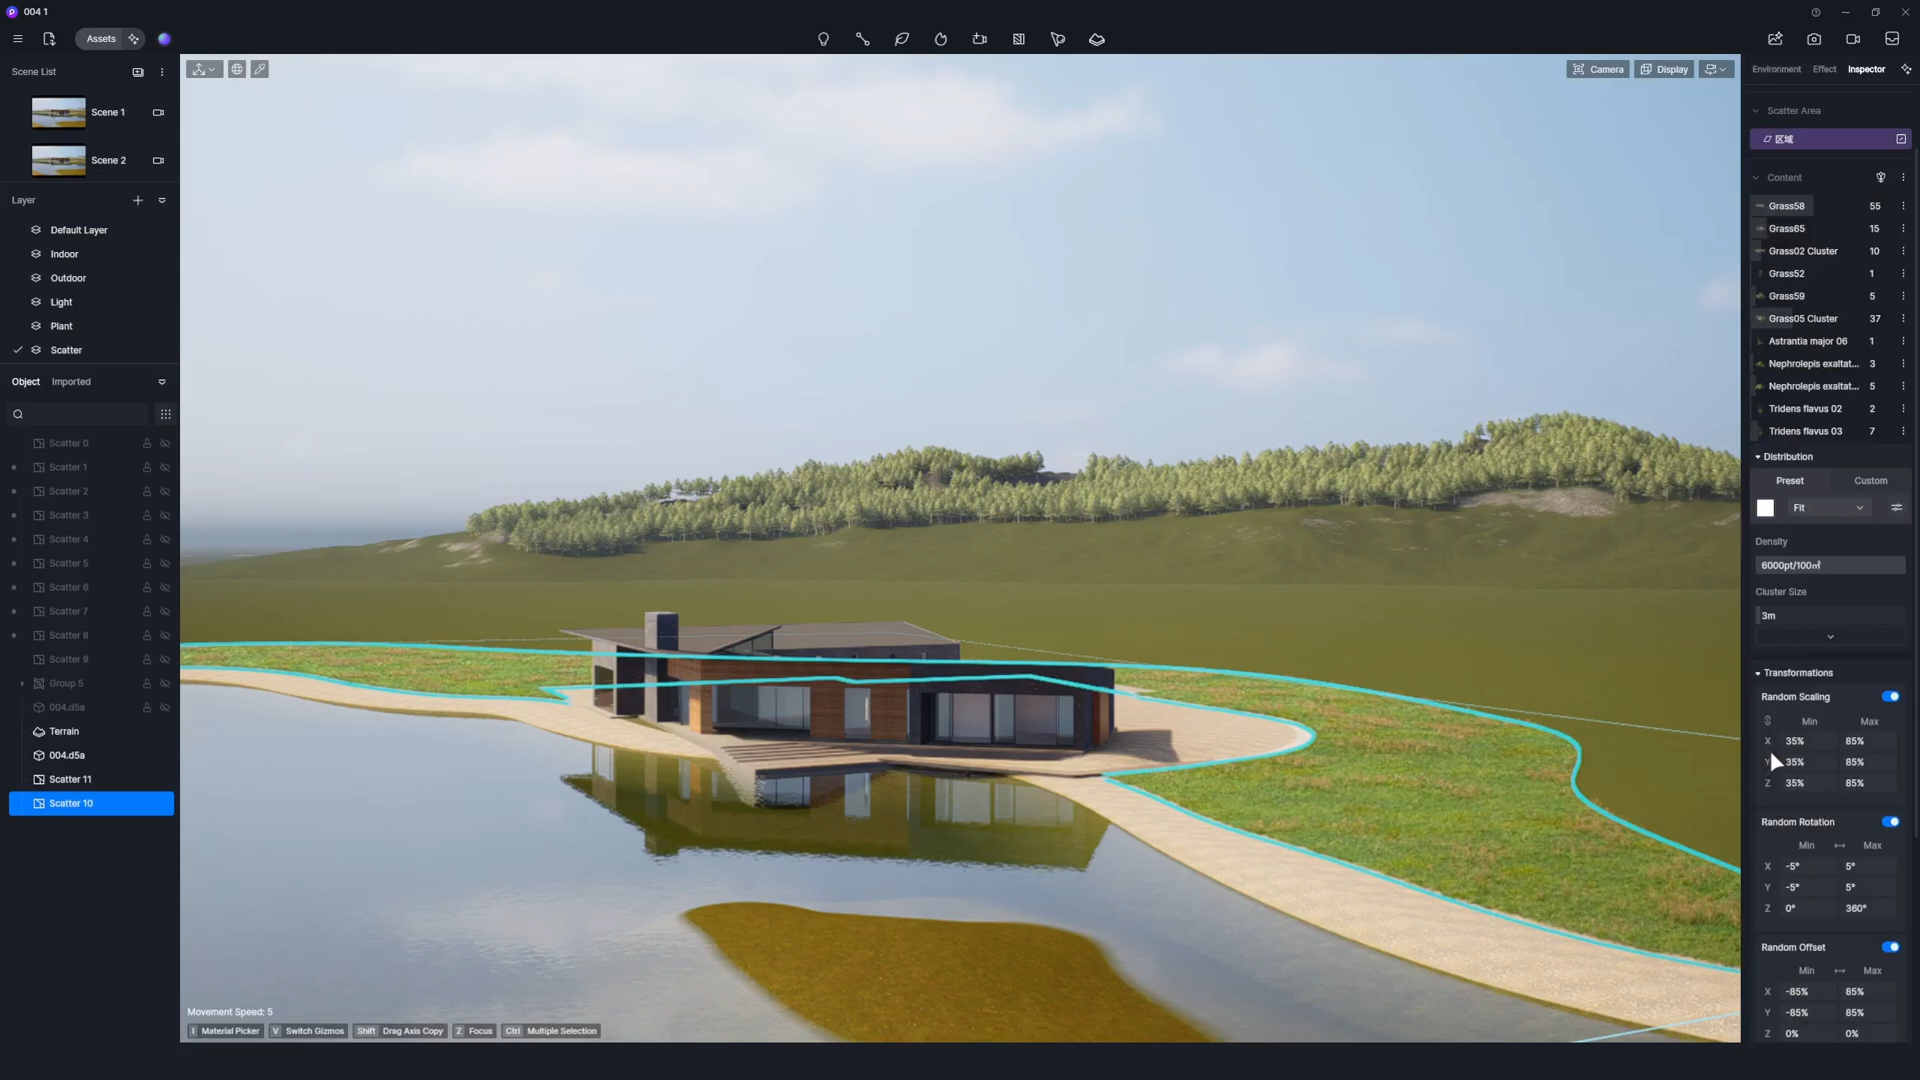 004 1
Assets
Scene List
Scene 1
Scene 2
Layer
Default Layer
Indoor
Outdoor
Light
Plant
Scatter
Object Imported
Scatter 0
Scatter 1
Scatter 2
Scatter 3
Scatter 4
Scatter 5
Scatter 6
Scatter 7
Scatter 8
Scatter 9
Group 5
004.d5a
Terrain
004.d5a
Scatter 11
Scatter 10
Camera Display
Movement Speed: 5
I Material Picker V Switch Gizmos Shift Drag Axis Copy Z Focus Ctrl Multiple Selection
Environment Effect Inspector
Scatter Area
区域
Content
Grass58 55
Grass65 15
Grass02 Cluster 10
Grass52 1
Grass59 5
Grass05 Cluster 37
Astrantia major 06 1
Nephrolepis exaltat... 3
Nephrolepis exaltat... 5
Tridens flavus 02 2
Tridens flavus 03 7
Distribution
Preset Custom
Fit
Density
6000pt/100㎡
Cluster Size
3m
Transformations
Random Scaling
Min Max
X 35% 85%
Y 35% 85%
Z 35% 85%
Random Rotation
Min Max
X -5° 5°
Y -5° 5°
Z 0° 360°
Random Offset
Min Max
X -85% 85%
Y -85% 85%
Z 0% 0%